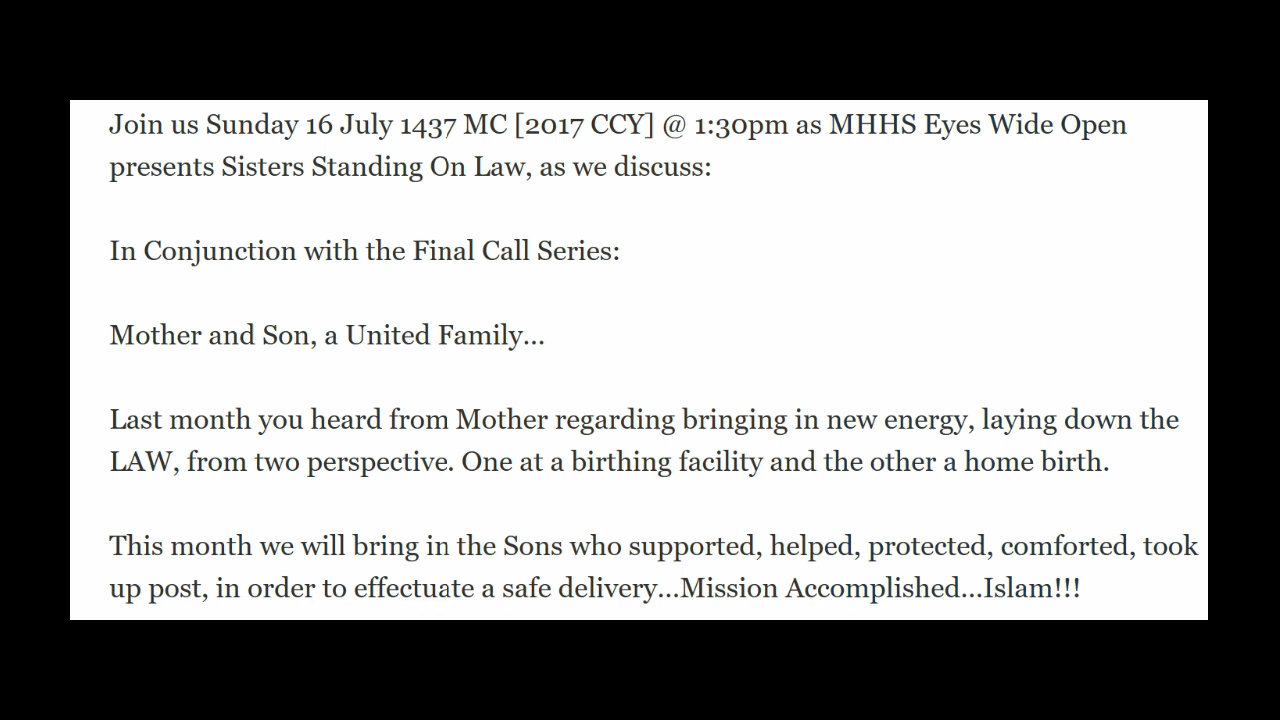 Join us Sunday 16 July 1437 MC [2017 CCY] @ 1:30pm as MHHS Eyes Wide Open
presents Sisters Standing On Law, as we discuss:
In Conjunction with the Final Call Series:
Mother and Son, a United Family...
Last month you heard from Mother regarding bringing in new energy, laying down the
LAW, from two perspective. One at a birthing facility and the other a home birth.
This month we will bring in the Sons who supported, helped, protected, comforted, took
up post, in order to effectuate a safe delivery...Mission Accomplished...Islam!!!